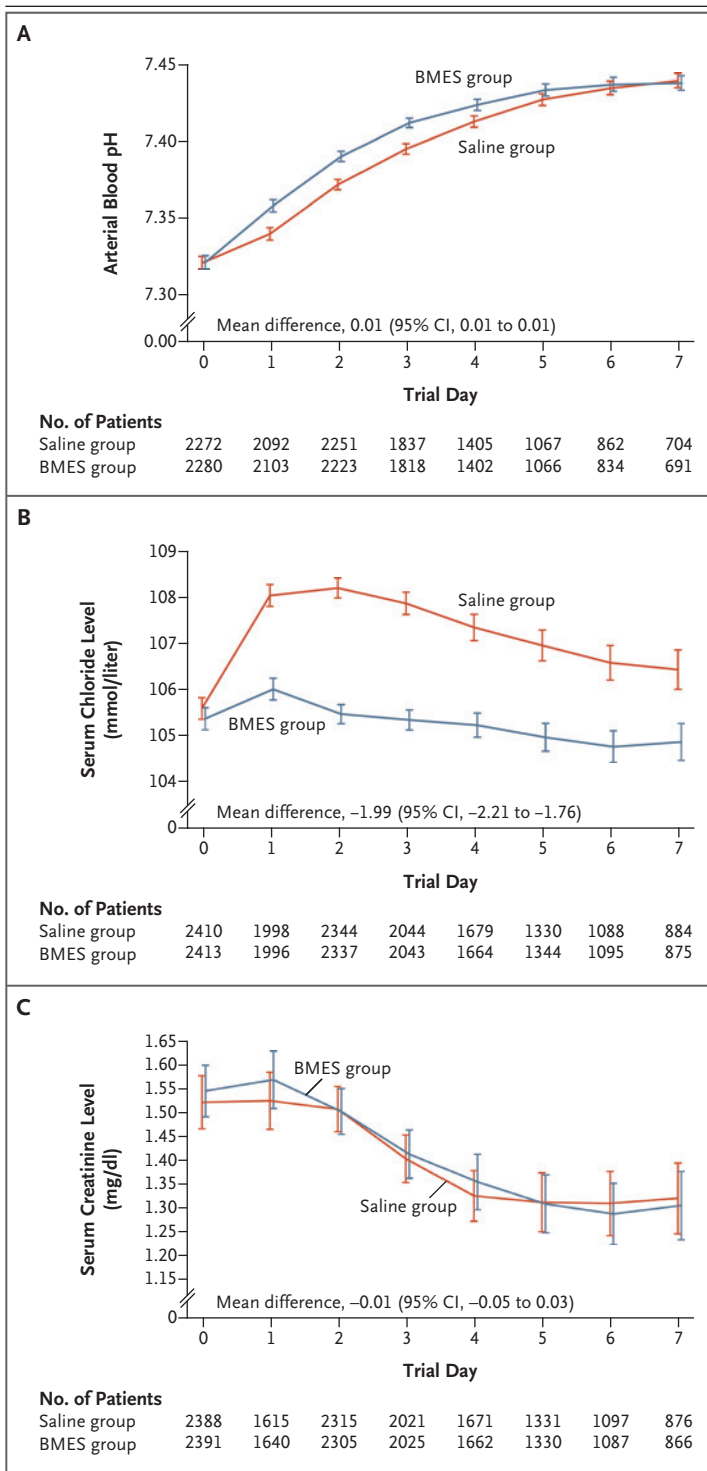 A
7.45
7.40
7.35
7.30
0.00
Arterial Blood pH
BMES group
Saline group
Mean difference, 0.01 (95% CI, 0.01 to 0.01)
0 1 2 3 4 5 6 7
Trial Day
No. of Patients
Saline group 2272 2092 2251 1837 1405 1067 862 704
BMES group 2280 2103 2223 1818 1402 1066 834 691
B
109
108
107
106
105
104
0
Serum Chloride Level
(mmol/liter)
Saline group
BMES group
Mean difference, −1.99 (95% CI, −2.21 to −1.76)
0 1 2 3 4 5 6 7
Trial Day
No. of Patients
Saline group 2410 1998 2344 2044 1679 1330 1088 884
BMES group 2413 1996 2337 2043 1664 1344 1095 875
C
1.65
1.60
1.55
1.50
1.45
1.40
1.35
1.30
1.25
1.20
1.15
0
Serum Creatinine Level
(mg/dl)
BMES group
Saline group
Mean difference, −0.01 (95% CI, −0.05 to 0.03)
0 1 2 3 4 5 6 7
Trial Day
No. of Patients
Saline group 2388 1615 2315 2021 1671 1331 1097 876
BMES group 2391 1640 2305 2025 1662 1330 1087 866